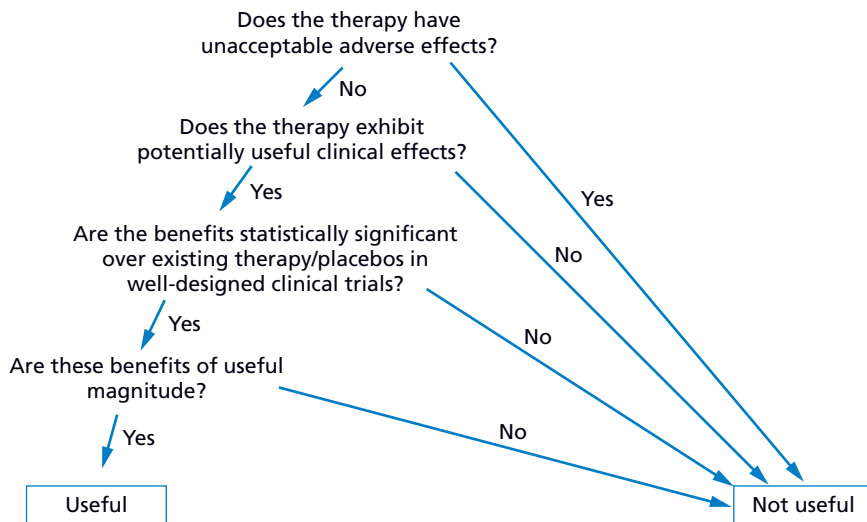 Does the therapy have
unacceptable adverse effects?
No
Does the therapy exhibit
potentially useful clinical effects?
Yes
Yes
No
Are the benefits statistically significant
over existing therapy/placebos in
well-designed clinical trials?
Yes
No
Are these benefits of useful
magnitude?
Yes
No
Useful
Not useful